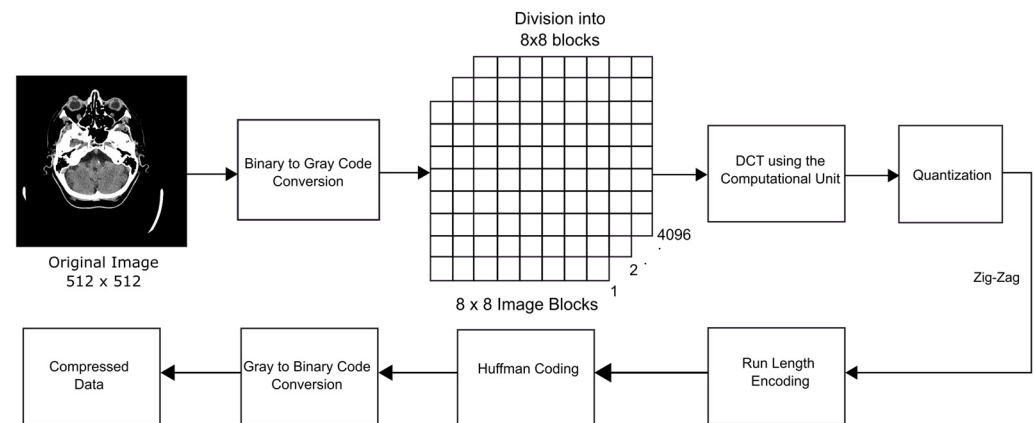 Division into
8x8 blocks
Binary to Gray Code
Conversion
DCT using the
Computational Unit
Quantization
4096
.
.
2
1
Original Image
512 x 512
8 x 8 Image Blocks
Zig-Zag
Compressed
Data
Gray to Binary Code
Conversion
Huffman Coding
Run Length
Encoding